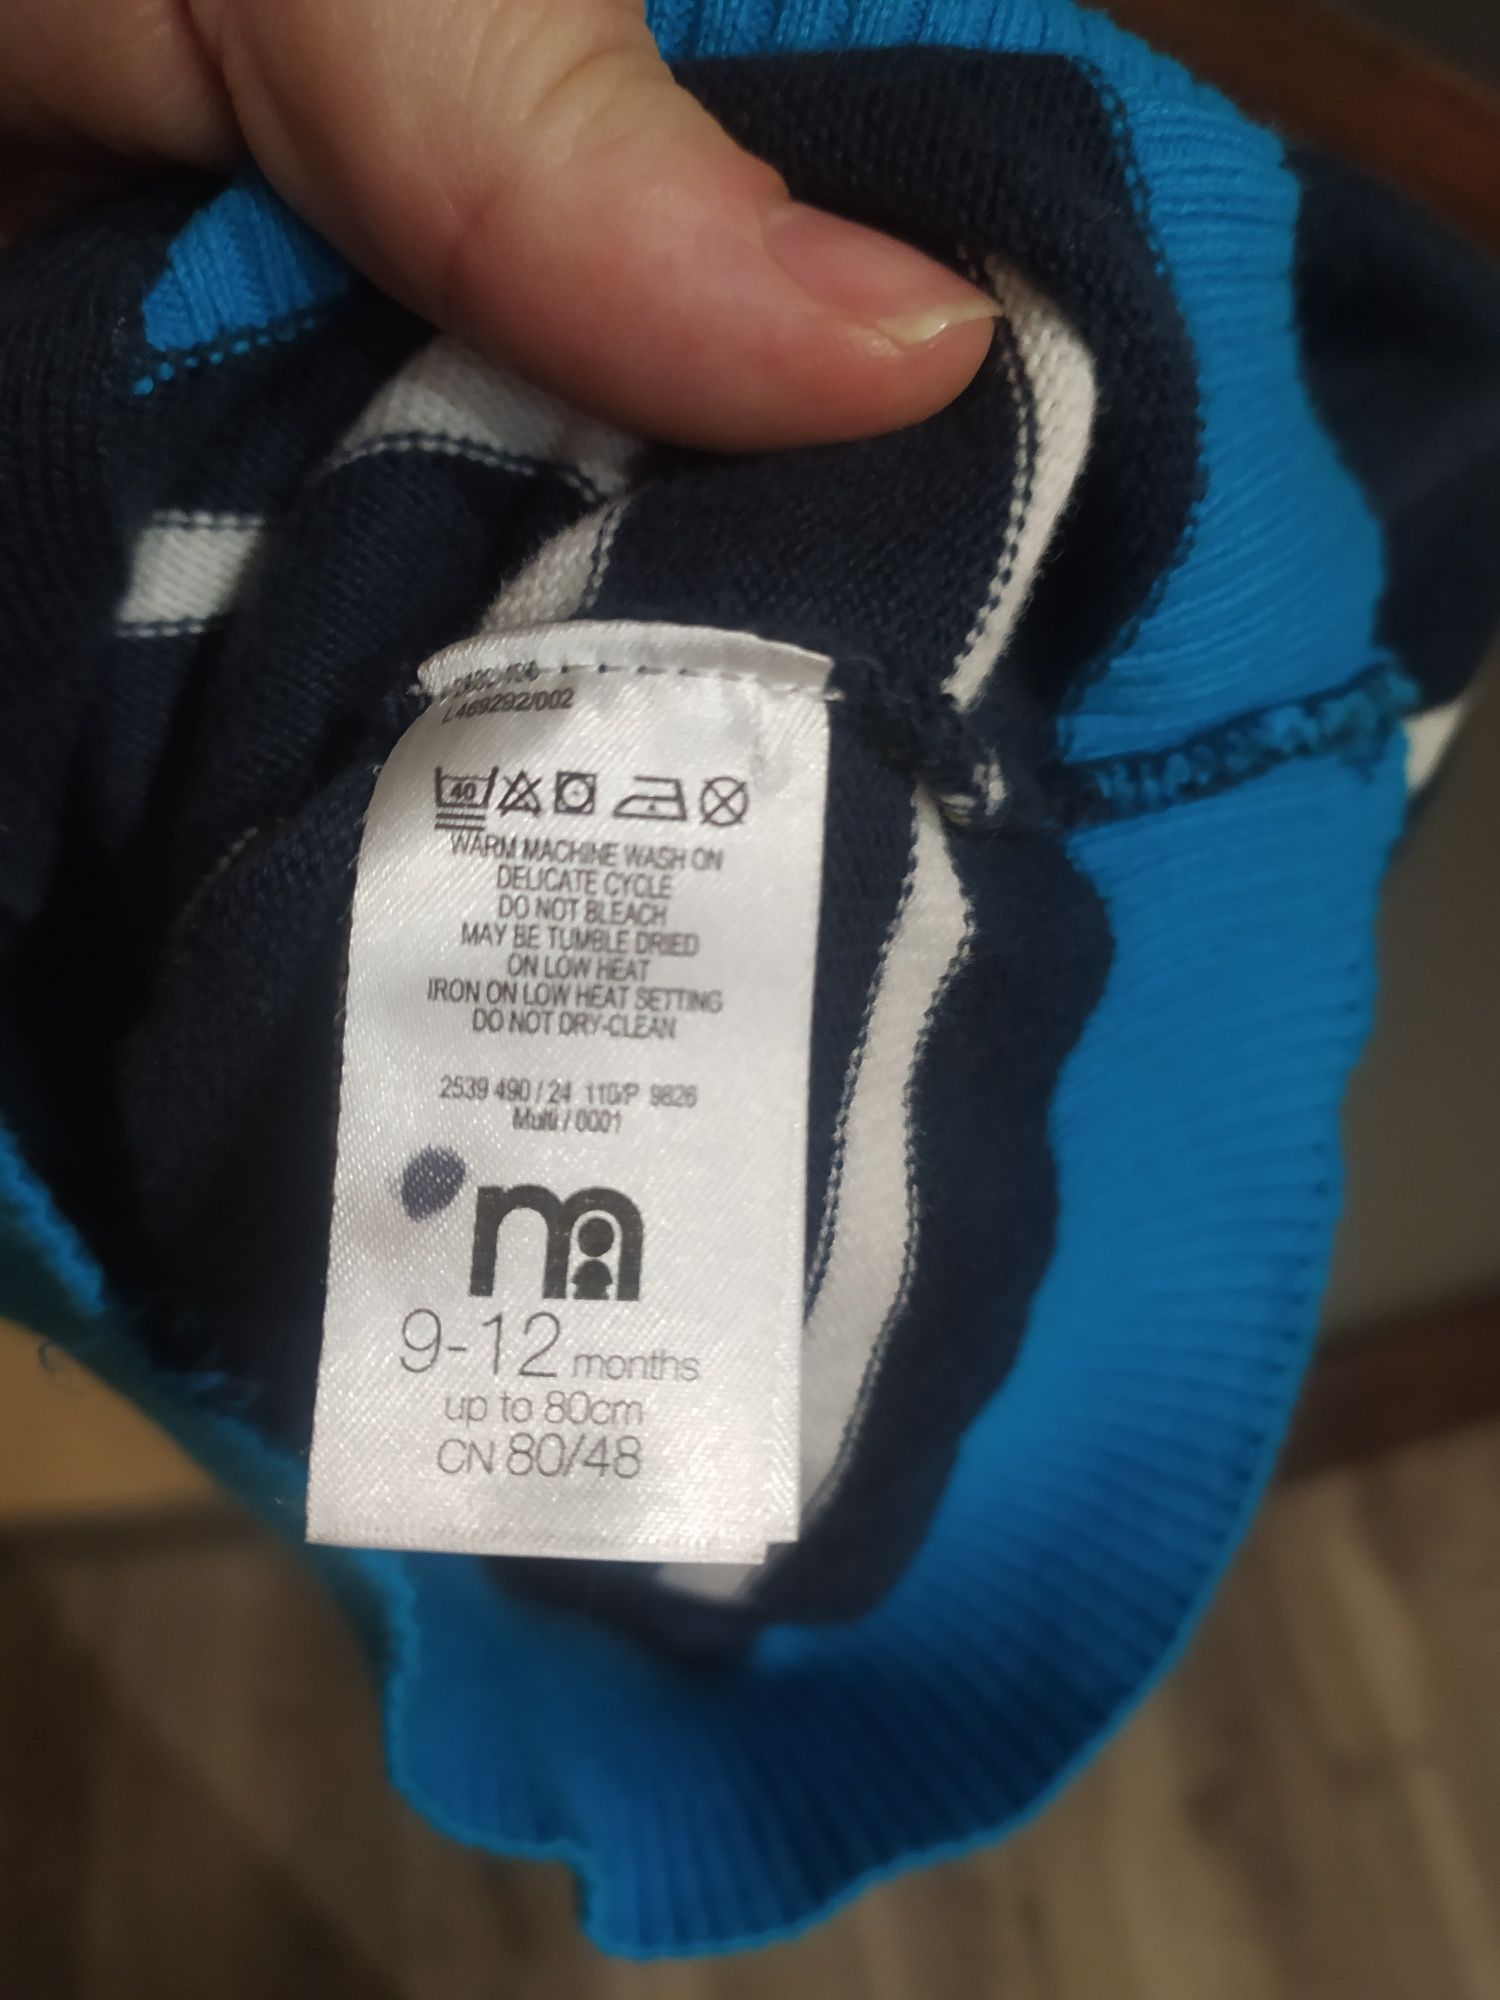 L469292/002
40
WARM MACHINE WASH ON
DELICATE CYCLE
DO NOT BLEACH
MAY BE TUMBLE DRIED
ON LOW HEAT
IRON ON LOW HEAT SETTING
DO NOT DRY-CLEAN
2539 490 / 24 110/P 9826
Multi / 0001
m
9-12 months
up to 80cm
CN 80/48